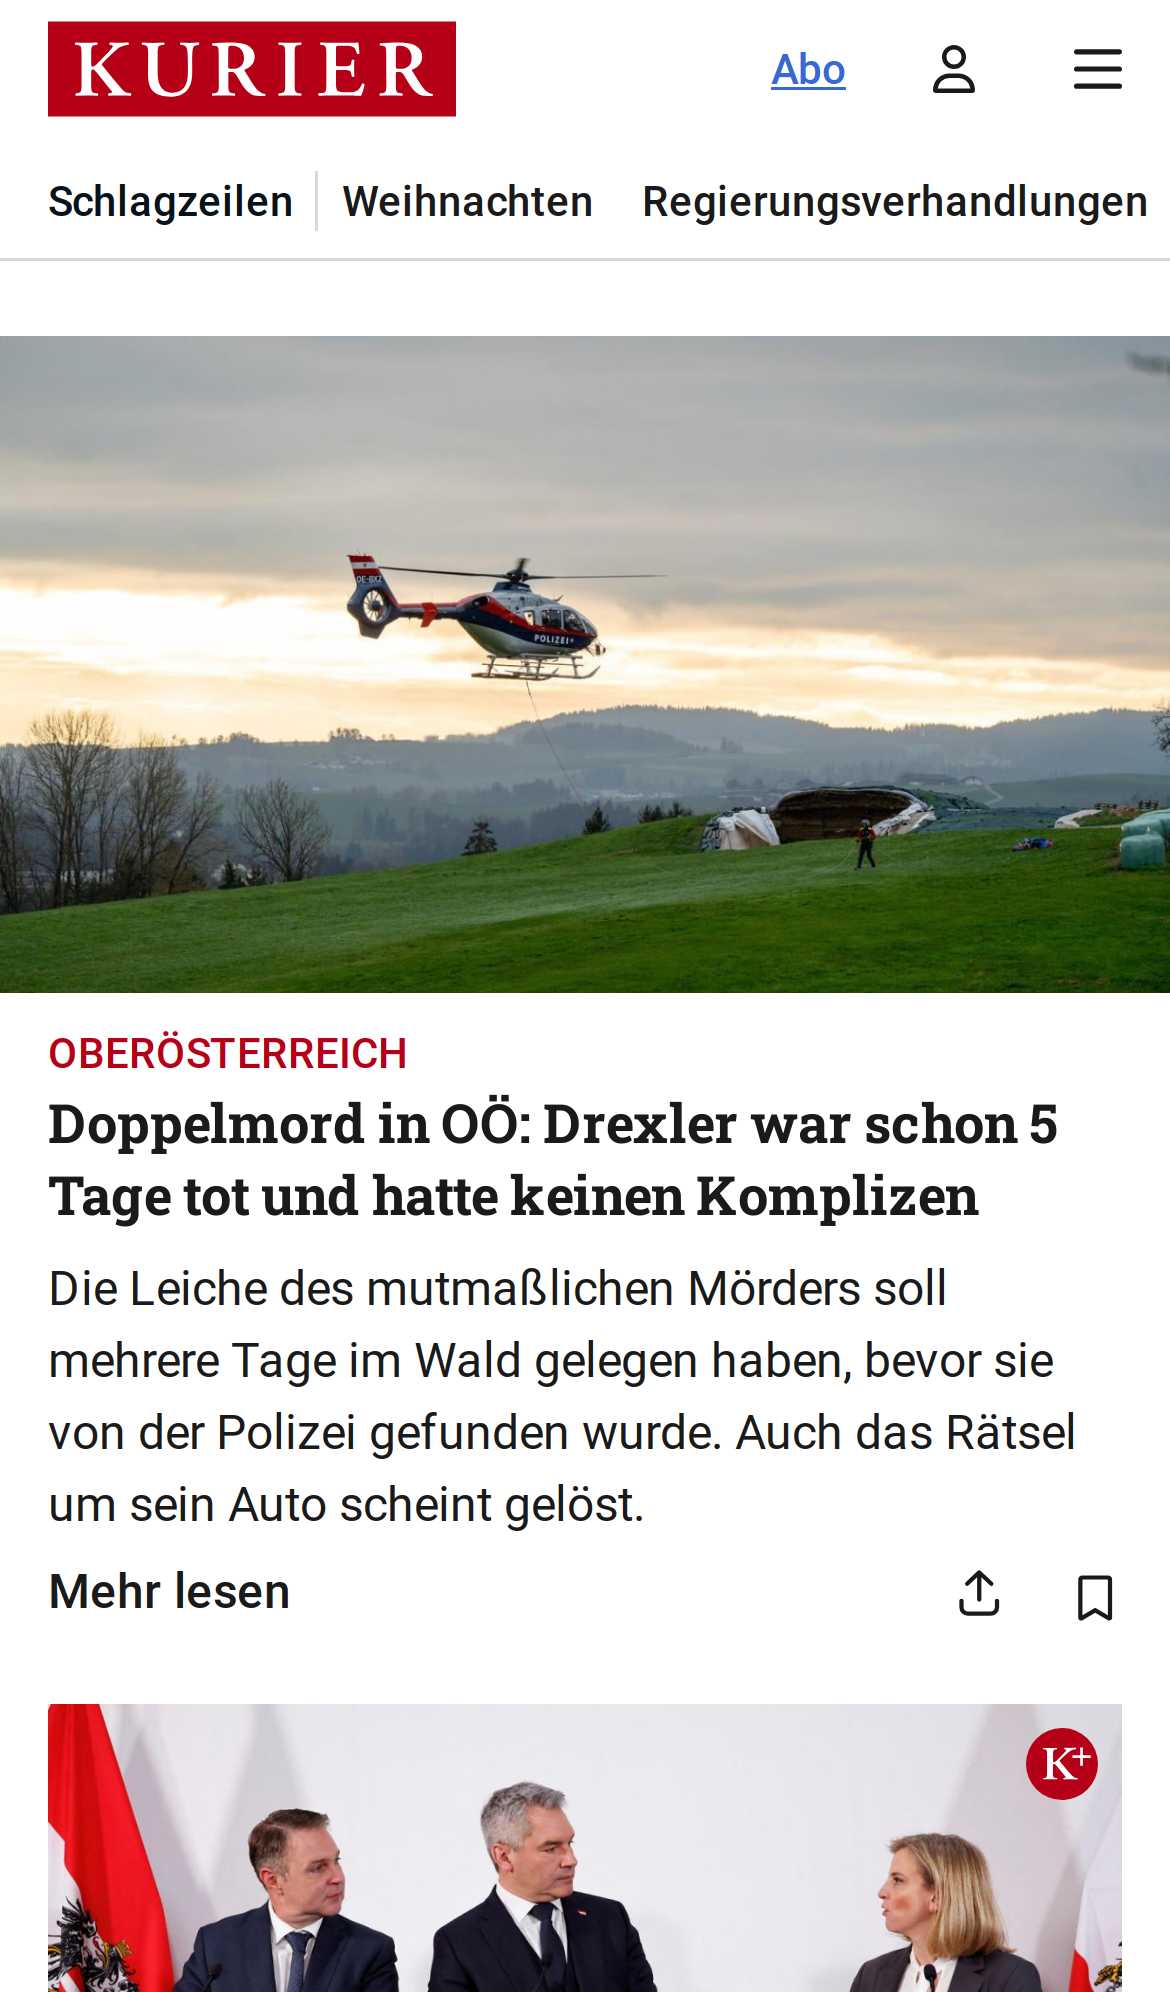 KURIER
Abo
Schlagzeilen
Weihnachten
Regierungsverhandlungen
OE-BXZ
POLIZEI
OBERÖSTERREICH
Doppelmord in OÖ: Drexler war schon 5
Tage tot und hatte keinen Komplizen
Die Leiche des mutmaßlichen Mörders soll
mehrere Tage im Wald gelegen haben, bevor sie
von der Polizei gefunden wurde. Auch das Rätsel
um sein Auto scheint gelöst.
Mehr lesen
K+